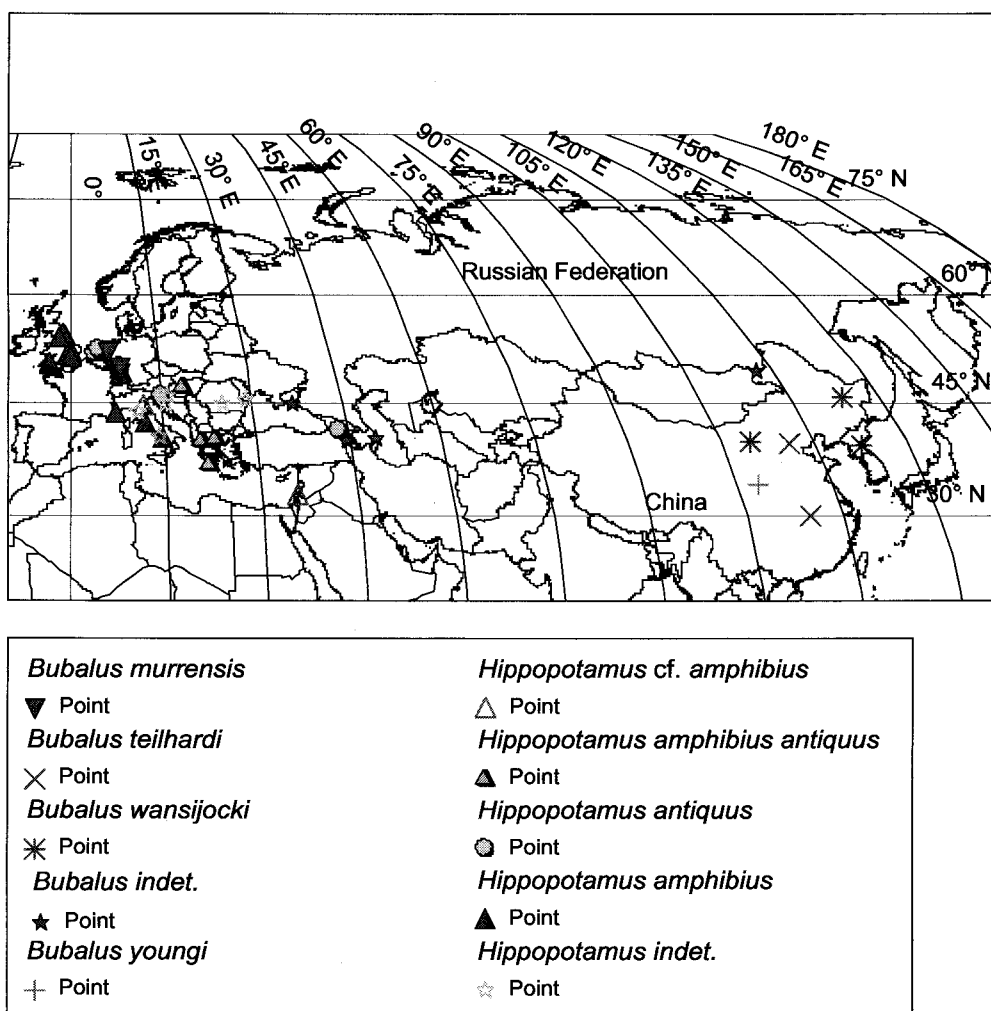 0°
15° E
30° E
45° E
60° E
75° E
90° E
105° E
120° E
135° E
150° E
165° E
180° E
75° N
Russian Federation
60° N
45° N
China
30° N
Bubalus murrensis
Point
Bubalus teilhardi
Point
Bubalus wansijocki
Point
Bubalus indet.
Point
Bubalus youngi
Point
Hippopotamus cf. amphibius
Point
Hippopotamus amphibius antiquus
Point
Hippopotamus antiquus
Point
Hippopotamus amphibius
Point
Hippopotamus indet.
Point